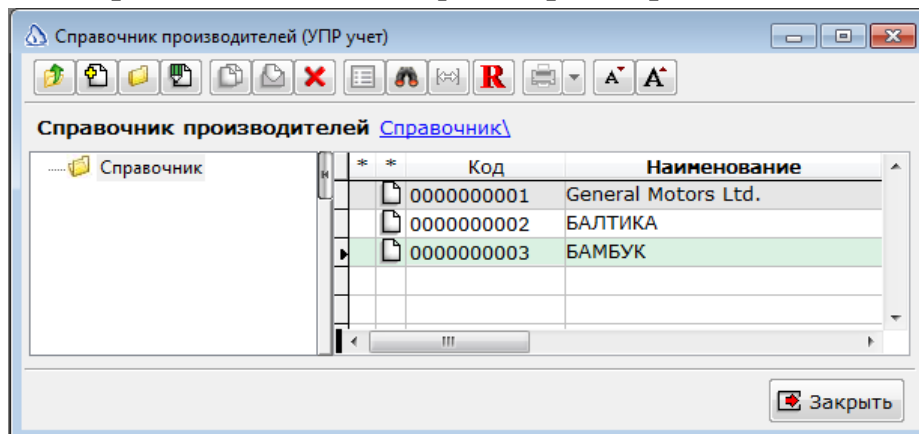 Справочник производителей (УПР учет)
R A A
Справочник производителей Справочник\
Справочник
* * Код Наименование
0000000001 General Motors Ltd.
0000000002 БАЛТИКА
0000000003 БАМБУК
Закрыть